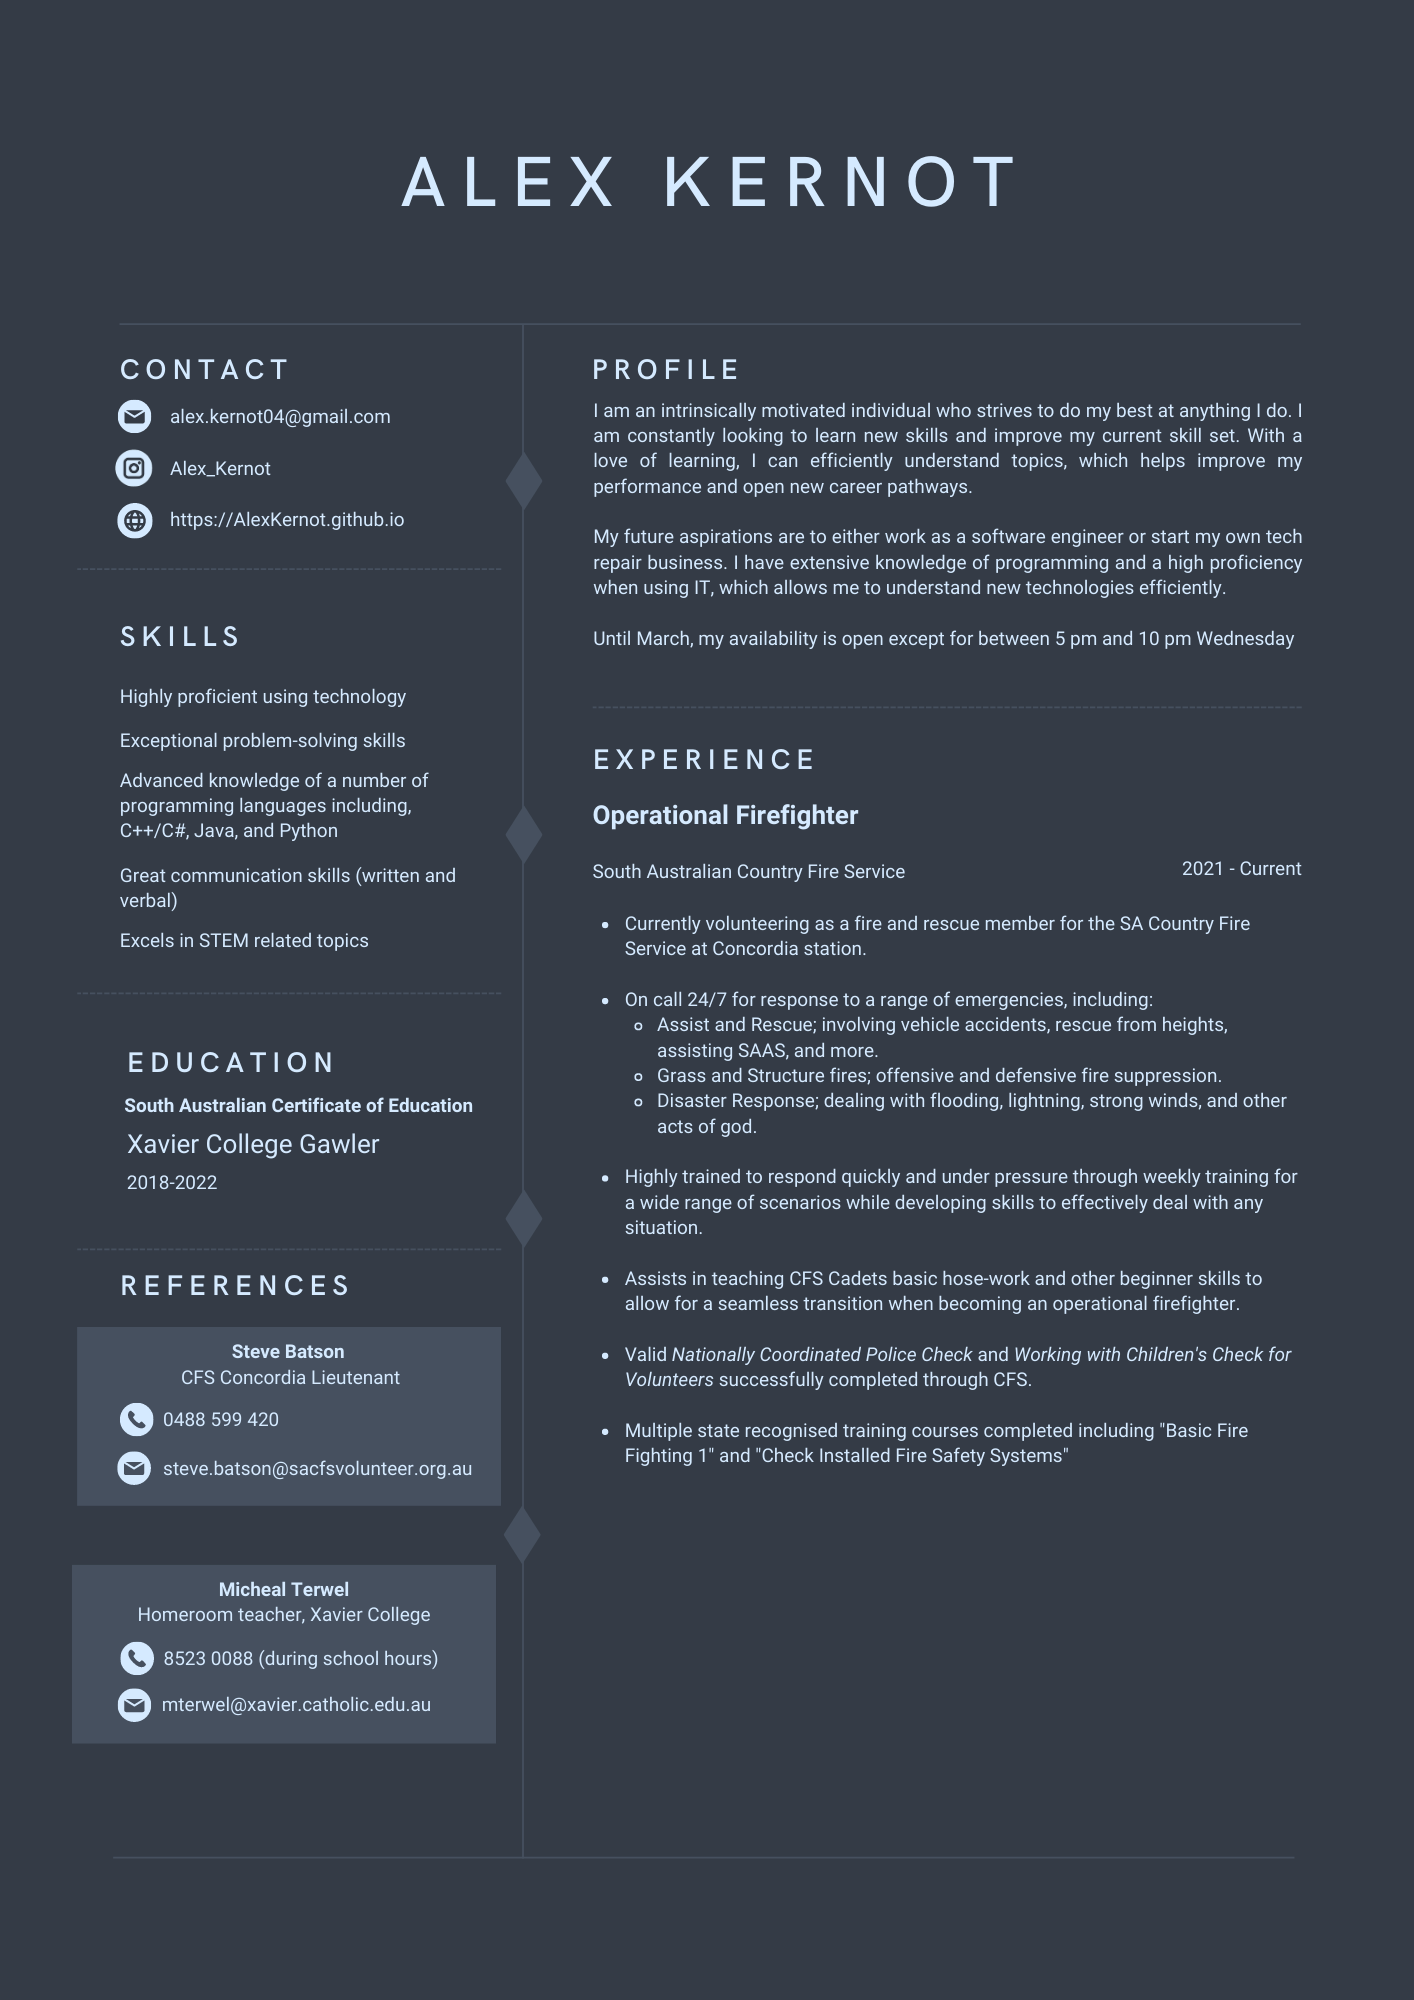 ALEX KERNOT
CONTACT
alex.kernot04@gmail.com
Alex_Kernot
https://AlexKernot.github.io
SKILLS
Highly proficient using technology
Exceptional problem-solving skills
Advanced knowledge of a number of
programming languages including,
C++/C#, Java, and Python
Great communication skills (written and
verbal)
Excels in STEM related topics
EDUCATION
South Australian Certificate of Education
Xavier College Gawler
2018-2022
REFERENCES
Steve Batson
CFS Concordia Lieutenant
0488 599 420
steve.batson@sacfsvolunteer.org.au
Micheal Terwel
Homeroom teacher, Xavier College
8523 0088 (during school hours)
mterwel@xavier.catholic.edu.au
PROFILE
I am an intrinsically motivated individual who strives to do my best at anything I do. I
am constantly looking to learn new skills and improve my current skill set. With a
love of learning, I can efficiently understand topics, which helps improve my
performance and open new career pathways.
My future aspirations are to either work as a software engineer or start my own tech
repair business. I have extensive knowledge of programming and a high proficiency
when using IT, which allows me to understand new technologies efficiently.
Until March, my availability is open except for between 5 pm and 10 pm Wednesday
EXPERIENCE
Operational Firefighter
South Australian Country Fire Service 2021 - Current
• Currently volunteering as a fire and rescue member for the SA Country Fire
Service at Concordia station.
• On call 24/7 for response to a range of emergencies, including:
◦ Assist and Rescue; involving vehicle accidents, rescue from heights,
assisting SAAS, and more.
◦ Grass and Structure fires; offensive and defensive fire suppression.
◦ Disaster Response; dealing with flooding, lightning, strong winds, and other
acts of god.
• Highly trained to respond quickly and under pressure through weekly training for
a wide range of scenarios while developing skills to effectively deal with any
situation.
• Assists in teaching CFS Cadets basic hose-work and other beginner skills to
allow for a seamless transition when becoming an operational firefighter.
• Valid Nationally Coordinated Police Check and Working with Children's Check for
Volunteers successfully completed through CFS.
• Multiple state recognised training courses completed including "Basic Fire
Fighting 1" and "Check Installed Fire Safety Systems"